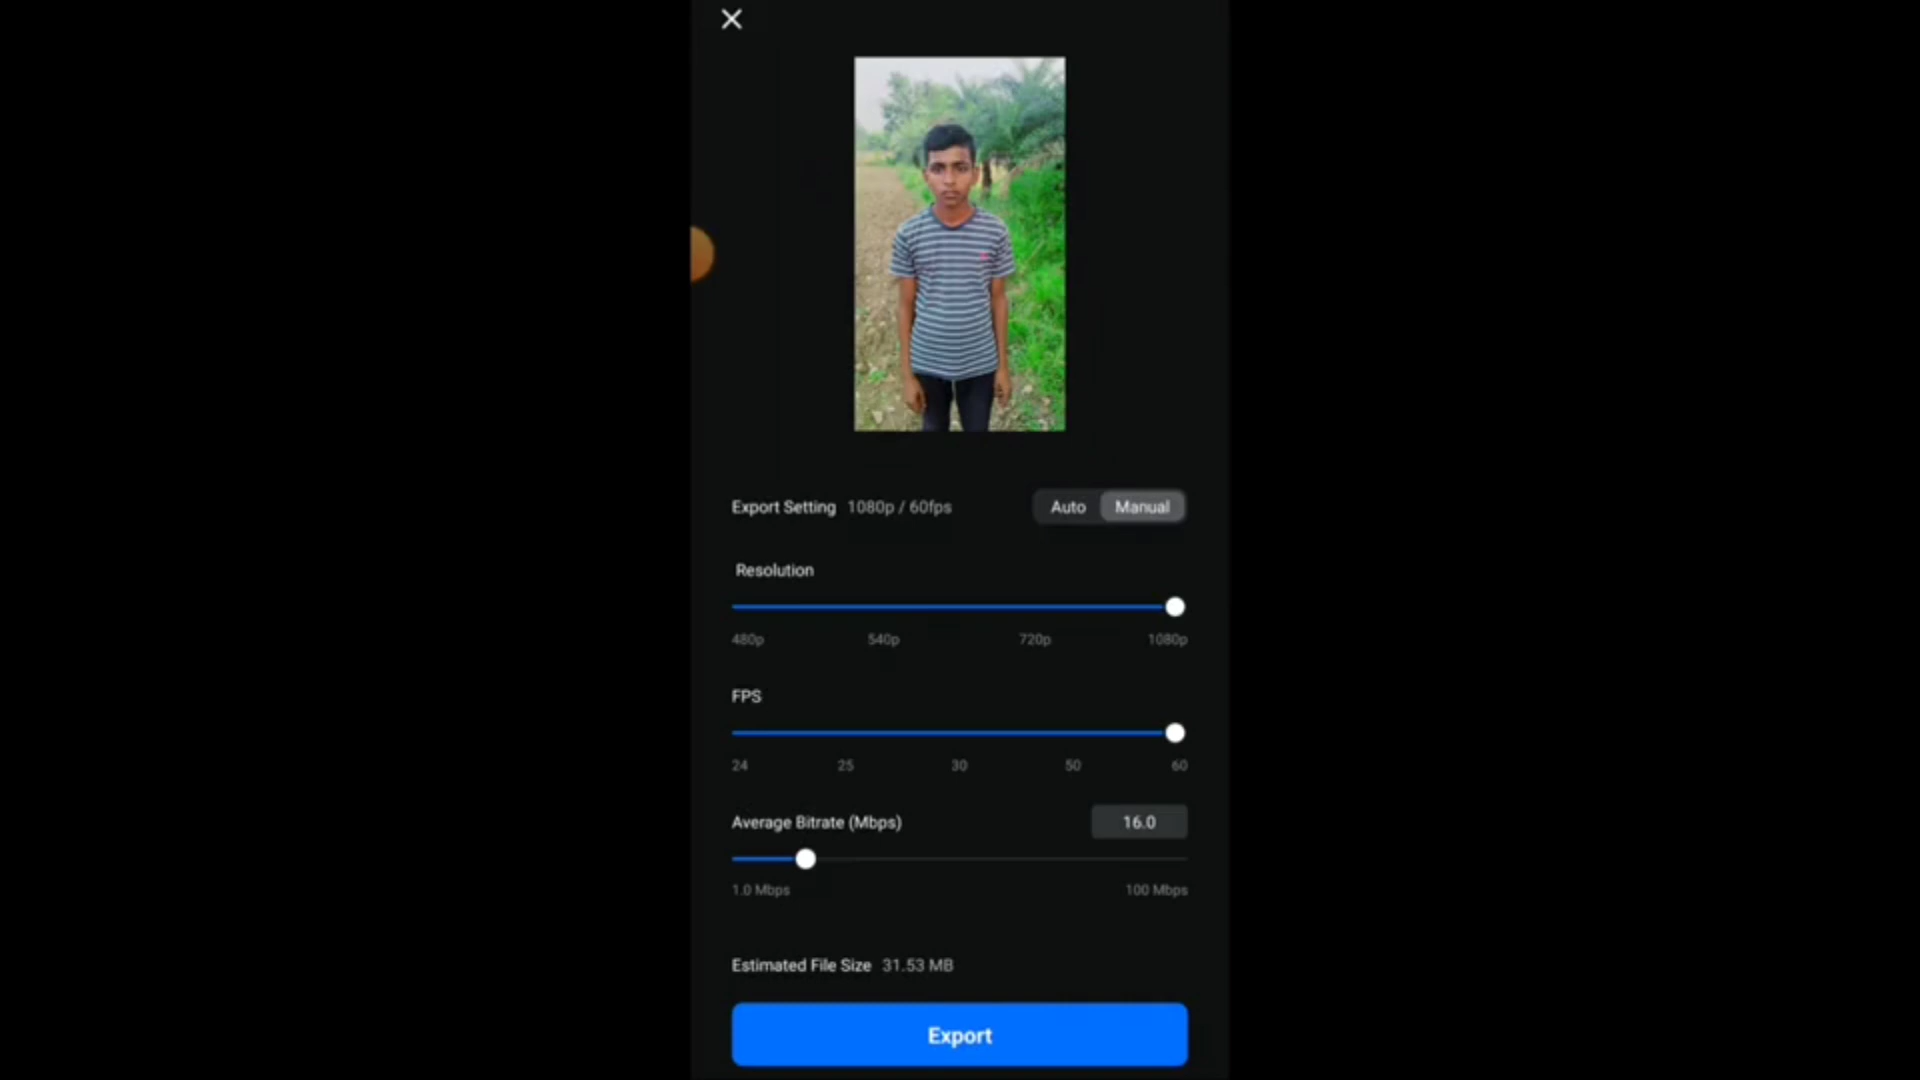 Export Setting 1080p / 60fps Auto Manual
Resolution
480p 540p 720p 1080p
FPS
24 25 30 50 60
Average Bitrate (Mbps) 16.0
1.0 Mbps 100 Mbps
Estimated File Size 31.53 MB
Export